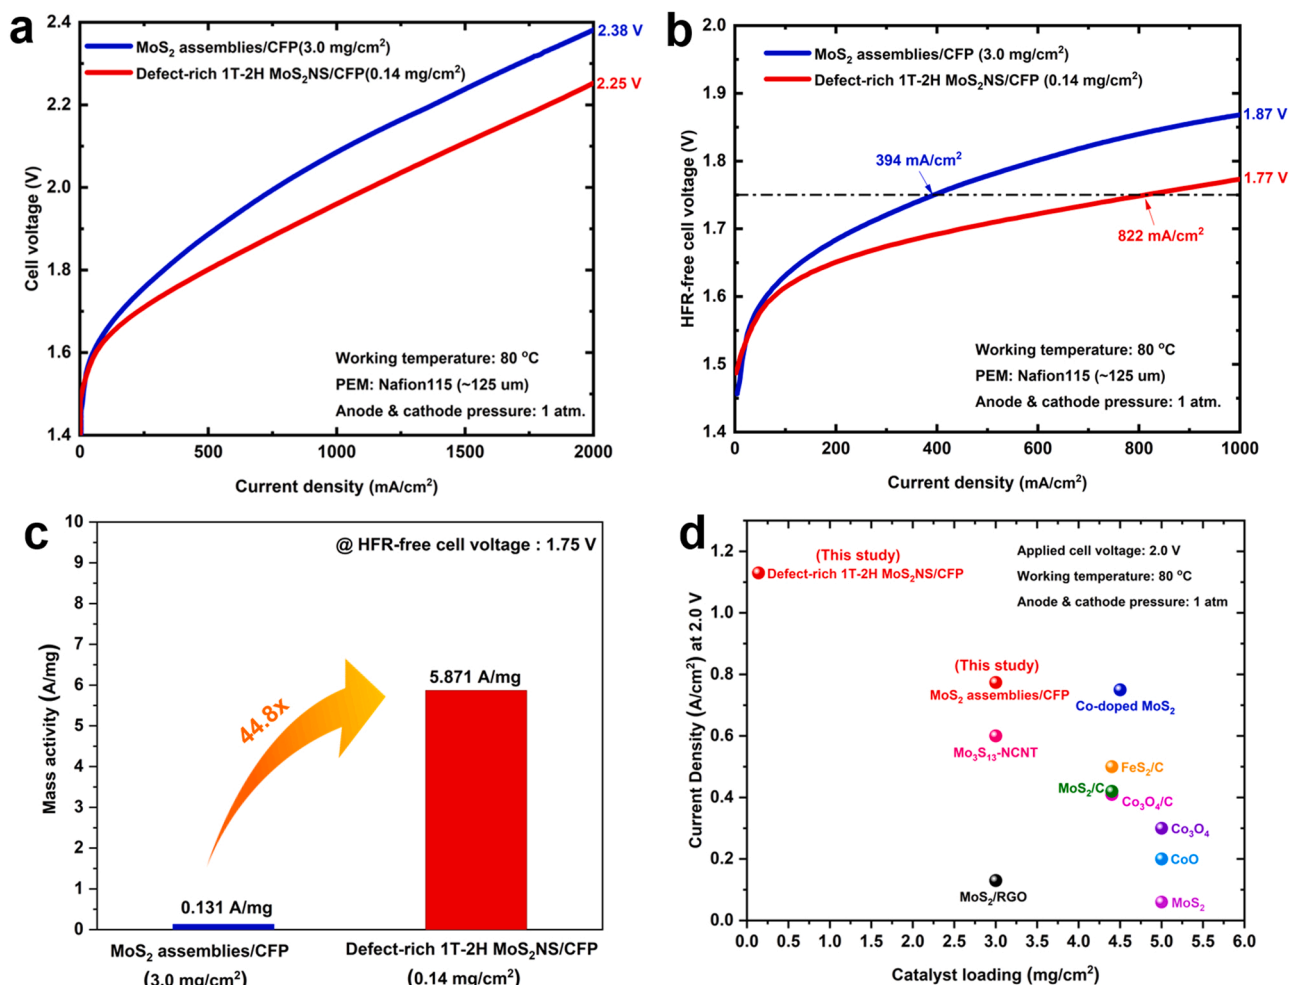 a
2.4
2.2
2.0
1.8
1.6
1.4
Cell voltage (V)
MoS₂ assemblies/CFP(3.0 mg/cm²)
Defect-rich 1T-2H MoS₂NS/CFP(0.14 mg/cm²)
2.38 V
2.25 V
Working temperature: 80 °C
PEM: Nafion115 (~125 um)
Anode & cathode pressure: 1 atm.
0 500 1000 1500 2000
Current density (mA/cm²)
b
2.0
1.9
1.8
1.7
1.6
1.5
1.4
HFR-free cell voltage (V)
MoS₂ assemblies/CFP (3.0 mg/cm²)
Defect-rich 1T-2H MoS₂NS/CFP (0.14 mg/cm²)
1.87 V
394 mA/cm²
1.77 V
822 mA/cm²
Working temperature: 80 °C
PEM: Nafion115 (~125 um)
Anode & cathode pressure: 1 atm.
0 200 400 600 800 1000
Current density (mA/cm²)
c
10
9
8
7
6
5
4
3
2
1
0
Mass activity (A/mg)
@ HFR-free cell voltage : 1.75 V
5.871 A/mg
44.8x
0.131 A/mg
MoS₂ assemblies/CFP
(3.0 mg/cm²)
Defect-rich 1T-2H MoS₂NS/CFP
(0.14 mg/cm²)
d
1.2
1.0
0.8
0.6
0.4
0.2
0.0
Current Density (A/cm²) at 2.0 V
Applied cell voltage: 2.0 V
Working temperature: 80 °C
Anode & cathode pressure: 1 atm
(This study)
Defect-rich 1T-2H MoS₂NS/CFP
(This study)
MoS₂ assemblies/CFP
Co-doped MoS₂
Mo₃S₁₃-NCNT
FeS₂/C
MoS₂/C
Co₃O₄/C
Co₃O₄
CoO
MoS₂/RGO
MoS₂
0.0 0.5 1.0 1.5 2.0 2.5 3.0 3.5 4.0 4.5 5.0 5.5 6.0
Catalyst loading (mg/cm²)